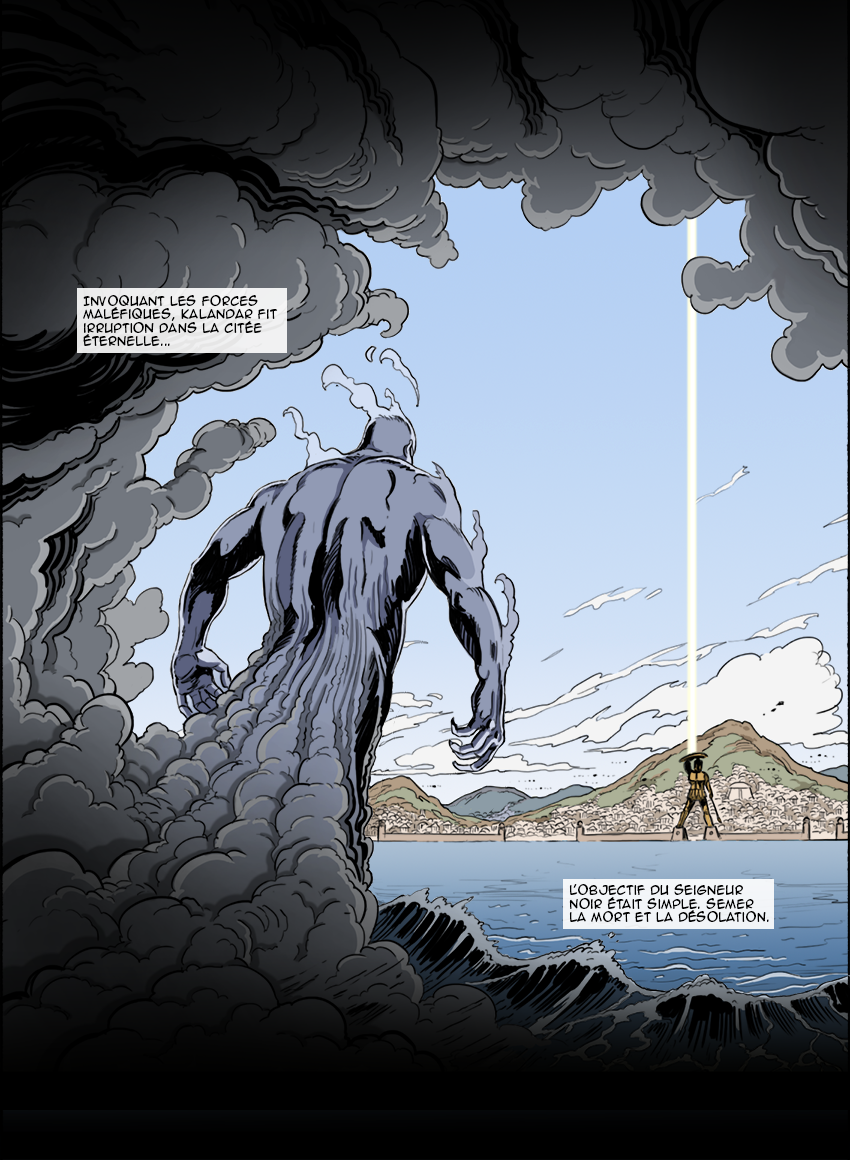 INVOQUANT LES FORCES
MALÉFIQUES, KALANDAR FIT
IRRUPTION DANS LA CITÉE
ÉTERNELLE...
L'OBJECTIF DU SEIGNEUR
NOIR ÉTAIT SIMPLE. SEMER
LA MORT ET LA DÉSOLATION.